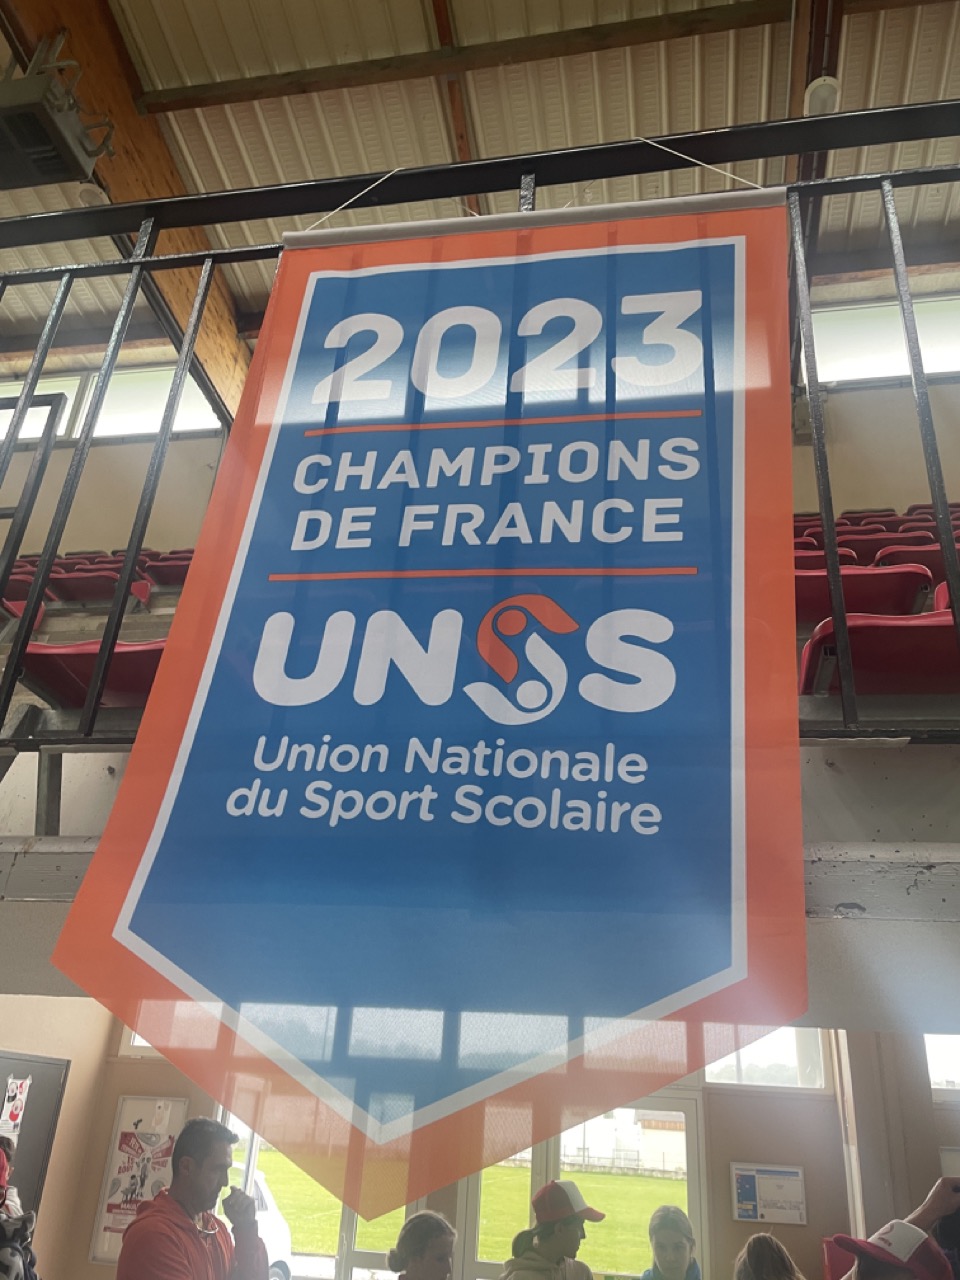 2023
CHAMPIONS
DE FRANCE
UNSS
Union Nationale
du Sport Scolaire